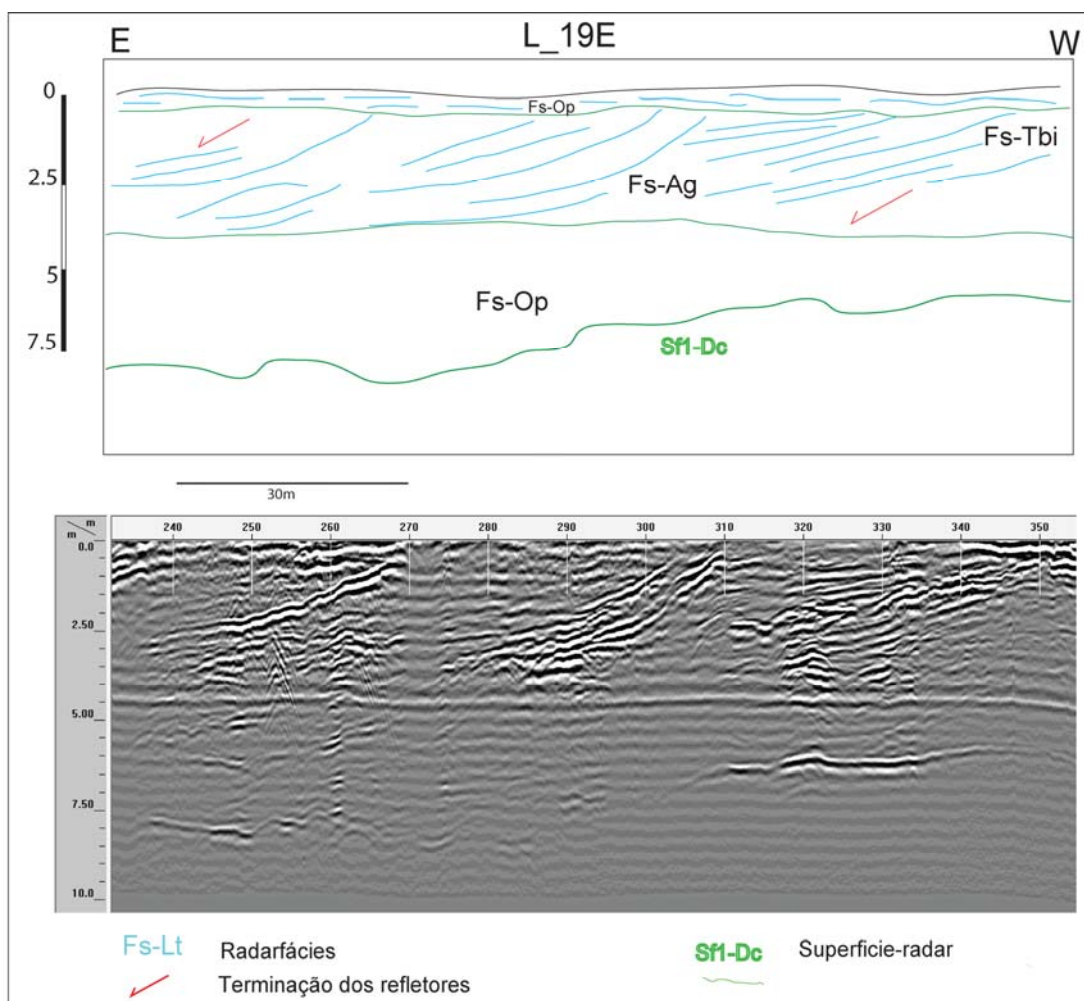 E L_19E W
0
Fs-Op
Fs-Tbi
2.5
Fs-Ag
5
Fs-Op
7.5
Sf1-Dc
30m
m
m
240 250 260 270 280 290 300 310 320 330 340 350
0.0
2.50
5.00
7.50
10.0
Fs-Lt Radarfácies Sf1-Dc Superficie-radar
Terminação dos refletores